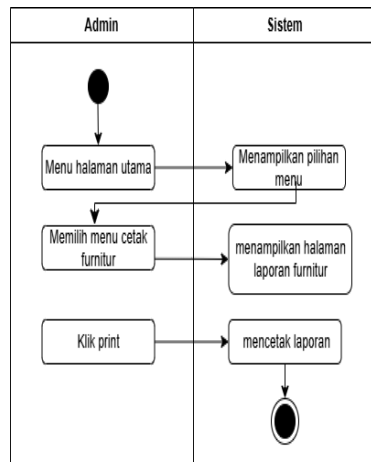 Admin
Sistem
Menu halaman utama
Menampilkan pilihan
menu
Memilih menu cetak
furnitur
menampilkan halaman
laporan furnitur
Klik print
mencetak laporan